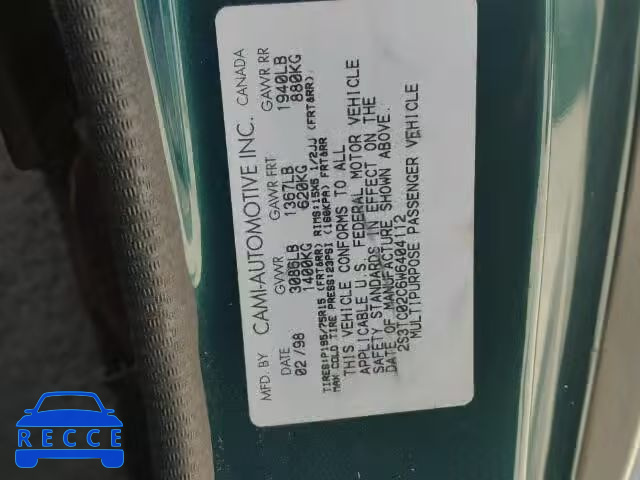 MFD. BY CAMI-AUTOMOTIVE INC. CANADA
DATE GVWR GAWR FRT GAWR RR
02/98 3086LB 1367LB 1940LB
1400KG 620KG 880KG
TIRES:P195/75R15 (FRT&RR) RIMS:15X5 1/2JJ (FRT&RR)
MAX COLD TIRE PRESS:23PSI (160KPA) FRT&RR
THIS VEHICLE CONFORMS TO ALL
APPLICABLE U.S. FEDERAL MOTOR VEHICLE
SAFETY STANDARDS IN EFFECT ON THE
DATE OF MANUFACTURE SHOWN ABOVE.
2S3TC02C6W6404112
MULTIPURPOSE PASSENGER VEHICLE
RECCE